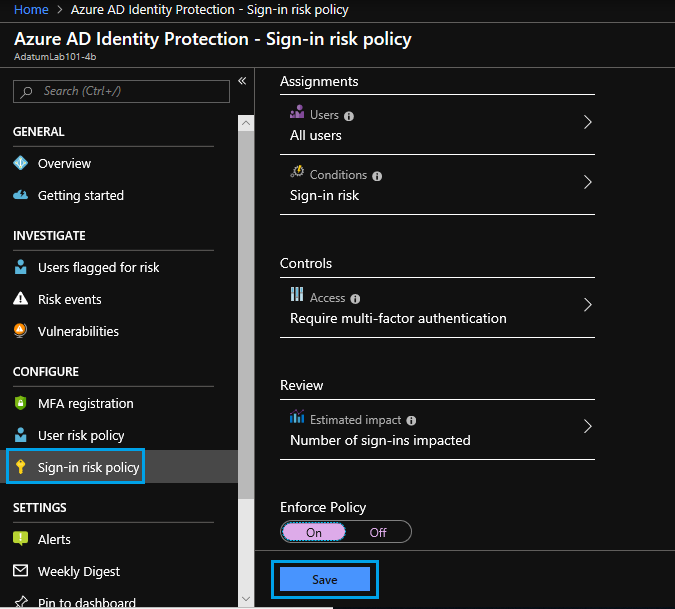 Home > Azure AD Identity Protection - Sign-in risk policy
Azure AD Identity Protection - Sign-in risk policy
AdatumLab101-4b
Search (Ctrl+/)
GENERAL
Overview
Getting started
INVESTIGATE
Users flagged for risk
Risk events
Vulnerabilities
CONFIGURE
MFA registration
User risk policy
Sign-in risk policy
SETTINGS
Alerts
Weekly Digest
Pin to dashboard
Assignments
Users
All users
Conditions
Sign-in risk
Controls
Access
Require multi-factor authentication
Review
Estimated impact
Number of sign-ins impacted
Enforce Policy
On Off
Save